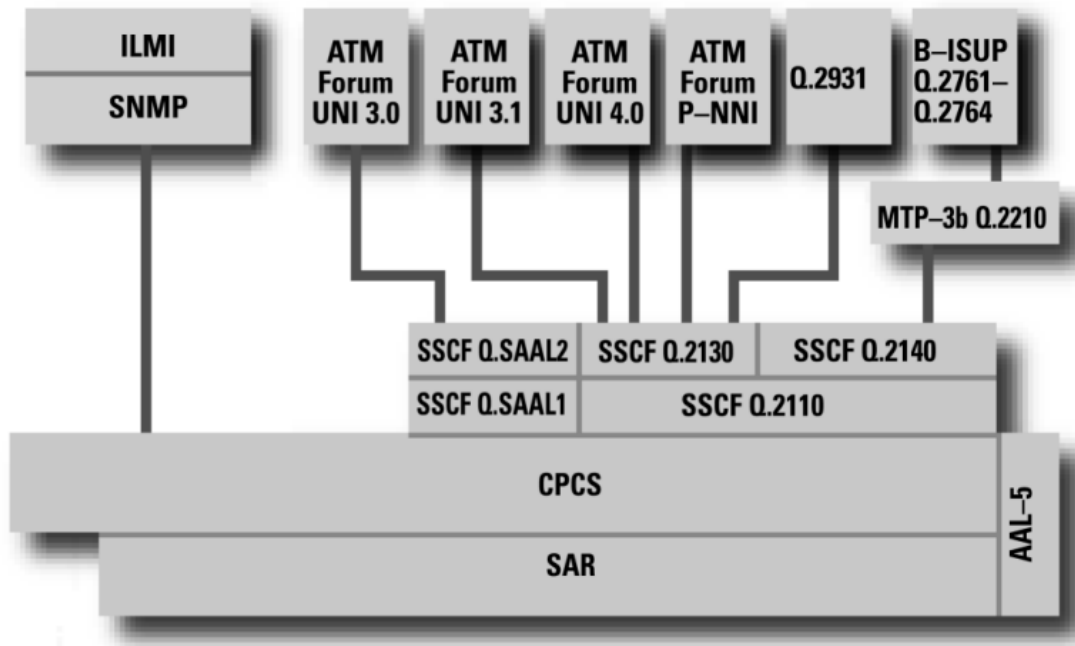 ILMI
SNMP
ATM
Forum
UNI 3.0
ATM
Forum
UNI 3.1
ATM
Forum
UNI 4.0
ATM
Forum
P–NNI
Q.2931
B–ISUP
Q.2761–
Q.2764
MTP–3b Q.2210
SSCF Q.SAAL2
SSCF Q.2130
SSCF Q.2140
SSCF Q.SAAL1
SSCF Q.2110
CPCS
SAR
AAL–5